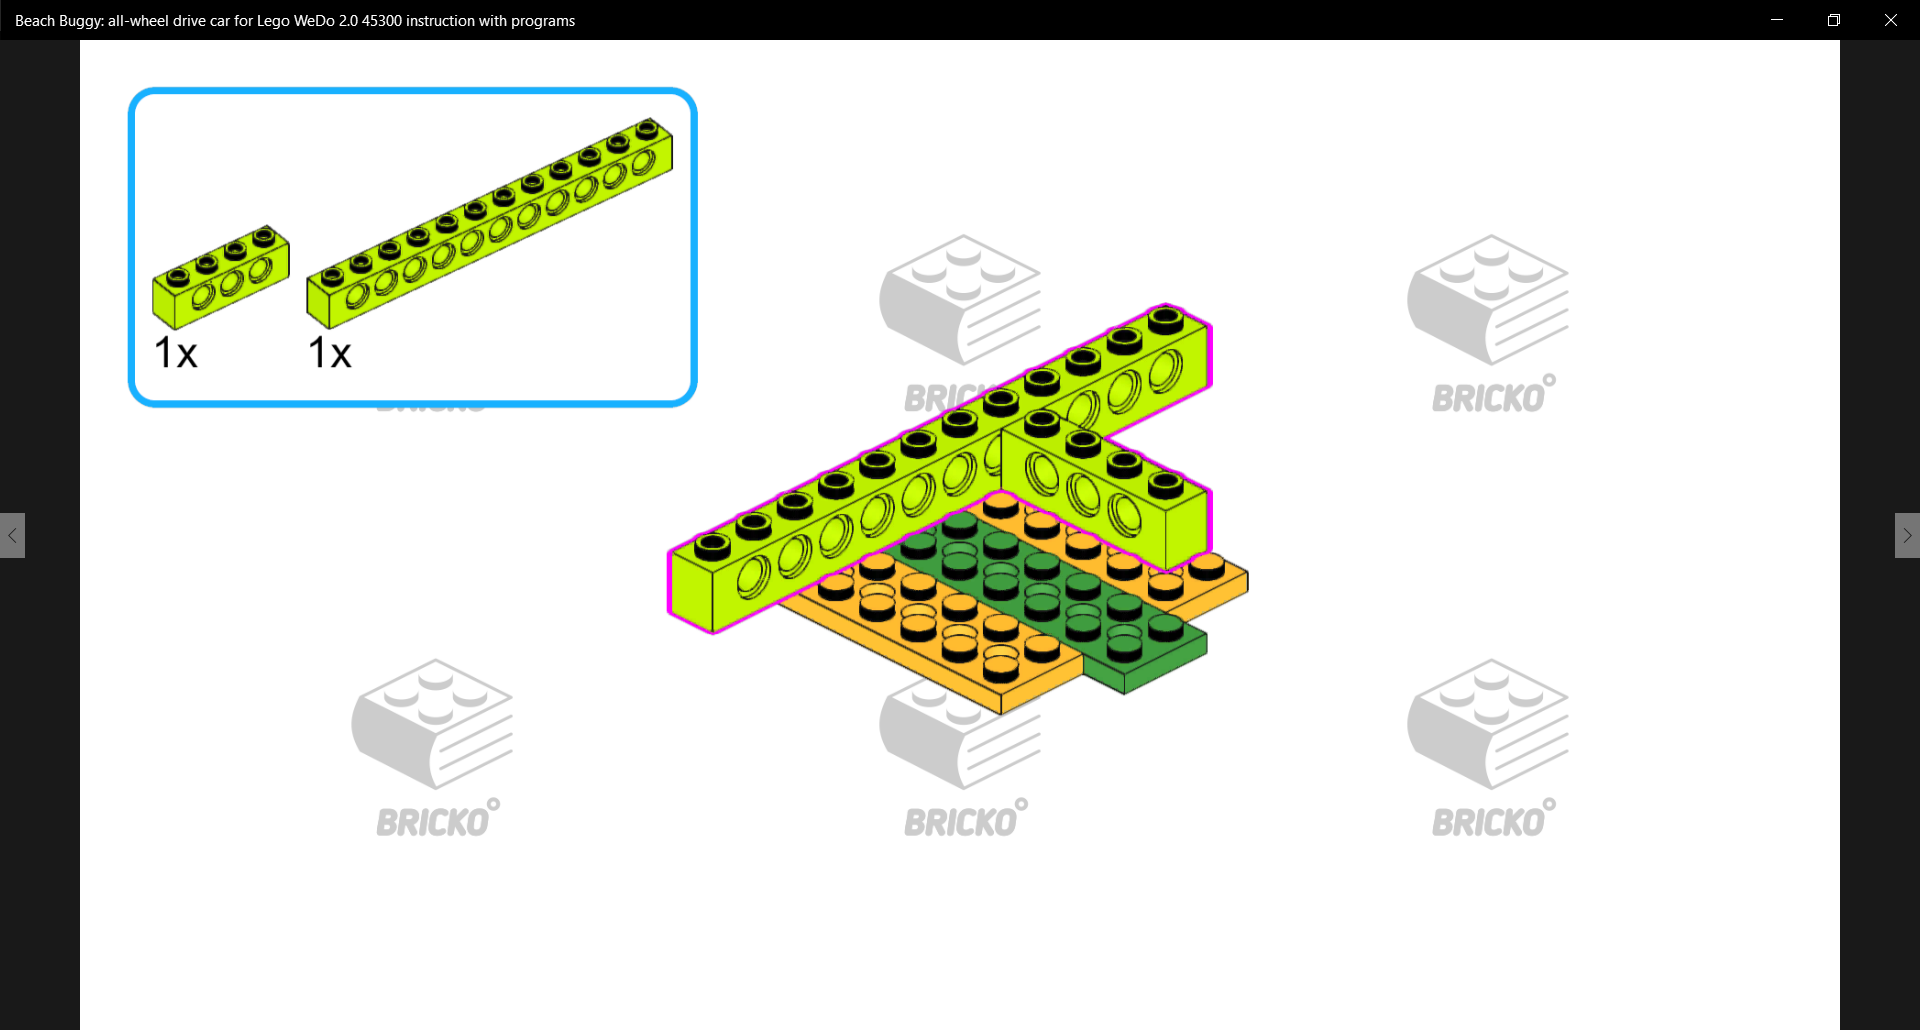 Beach Buggy: all-wheel drive car for Lego WeDo 2.0 45300 instruction with programs
1x 1x
BRICKO BRICKO
BRICKO BRICKO BRICKO